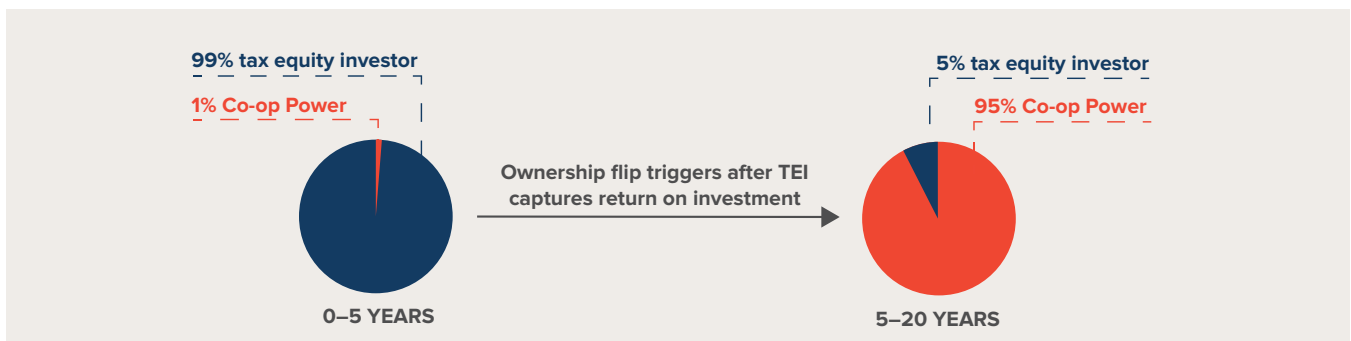 99% tax equity investor
1% Co-op Power
0–5 YEARS
Ownership flip triggers after TEI
captures return on investment
5% tax equity investor
95% Co-op Power
5–20 YEARS